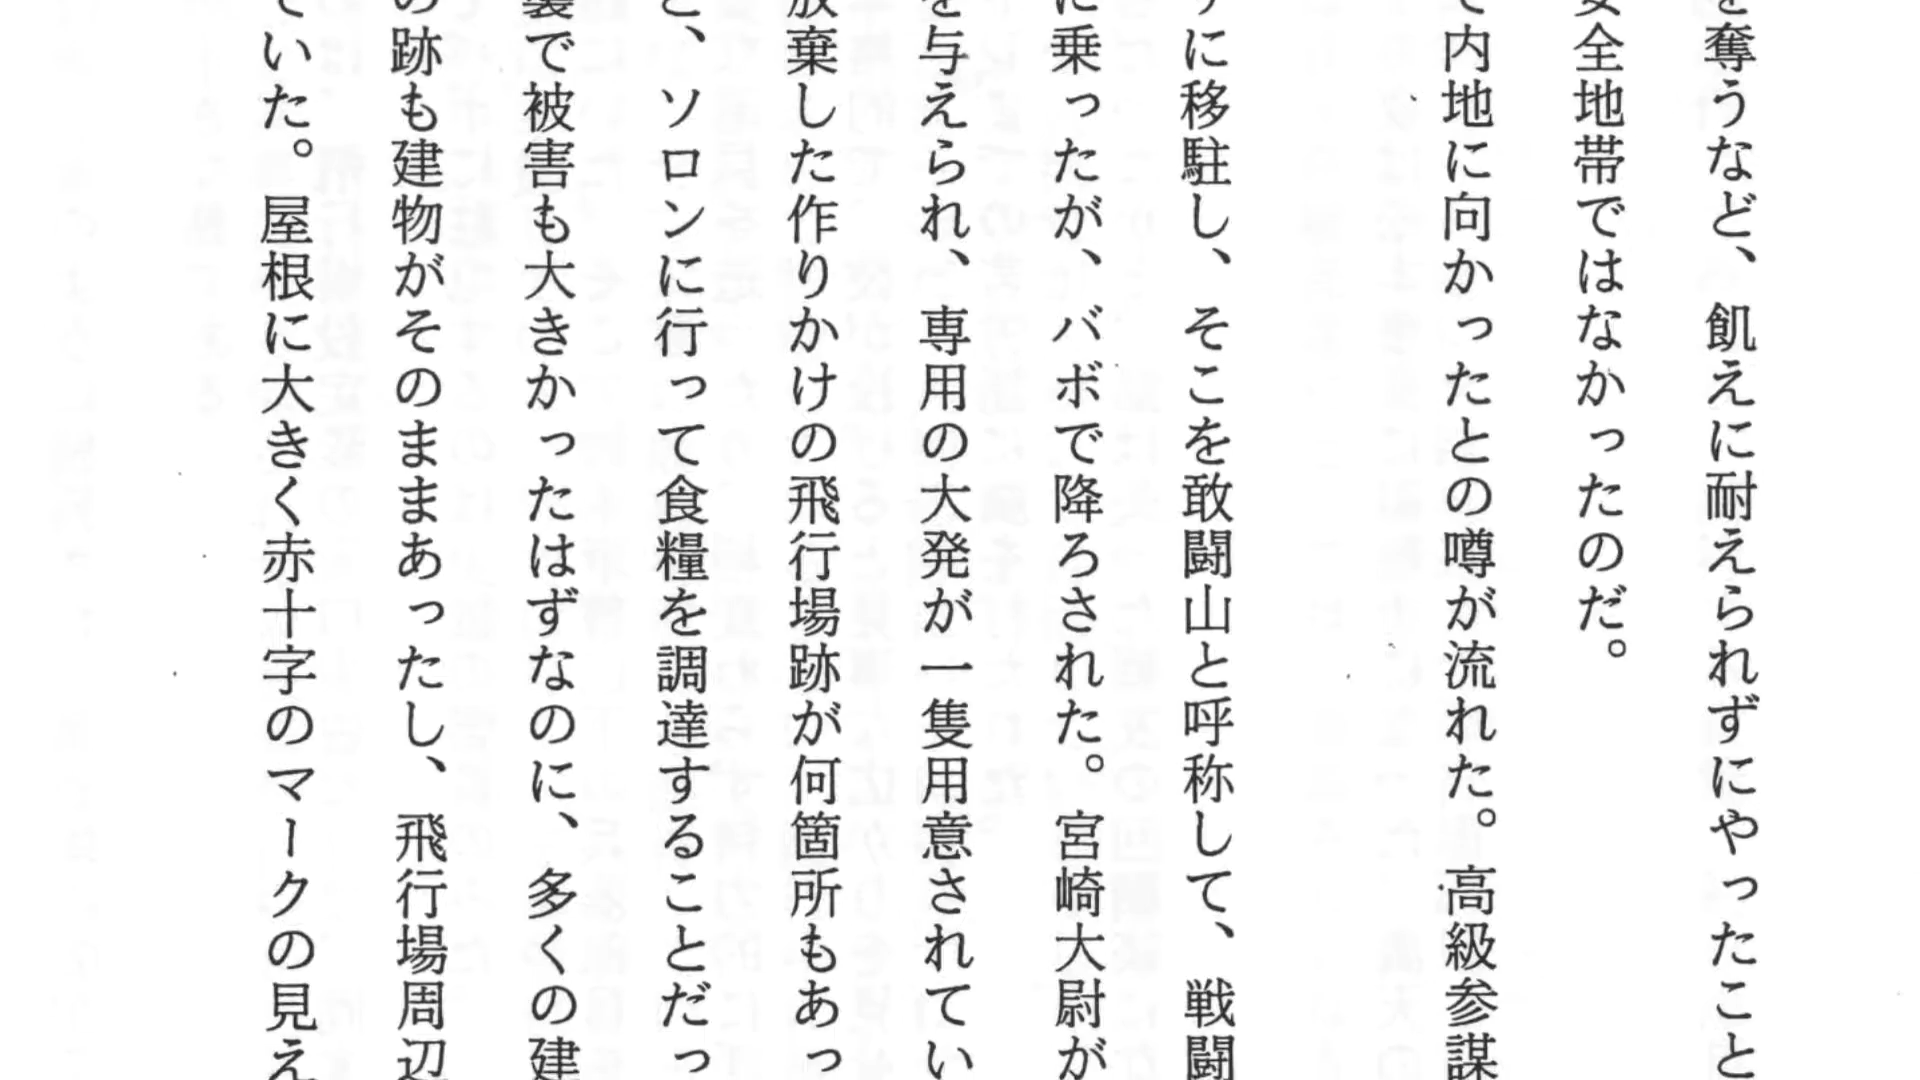 を奪うなど、飢えに耐えられずにやったこと
安全地帯ではなかったのだ。
て内地に向かったとの噂が流れた。高級参謀
ずに移駐し、そこを敢闘山と呼称して、戦闘
に乗ったが、バボで降ろされた。宮崎大尉が
を与えられ、専用の大発が一隻用意されてい
放棄した作りかけの飛行場跡が何箇所もあっ
と、ソロンに行って食糧を調達することだっ
襲で被害も大きかったはずなのに、多くの建
の跡も建物がそのままあったし、飛行場周辺
ていた。屋根に大きく赤十字のマークの見え